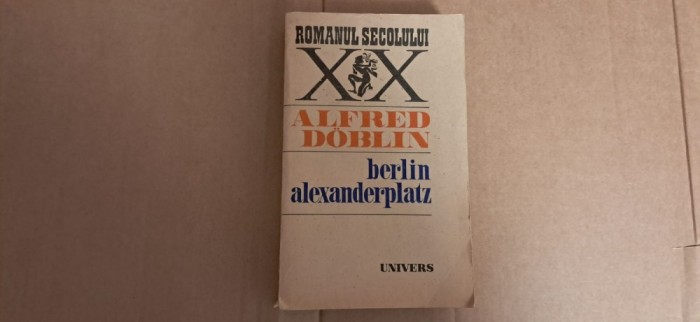 ROMANUL SECOLULUI
XX
ALFRED
DÖBLIN
berlin
alexanderplatz
UNIVERS